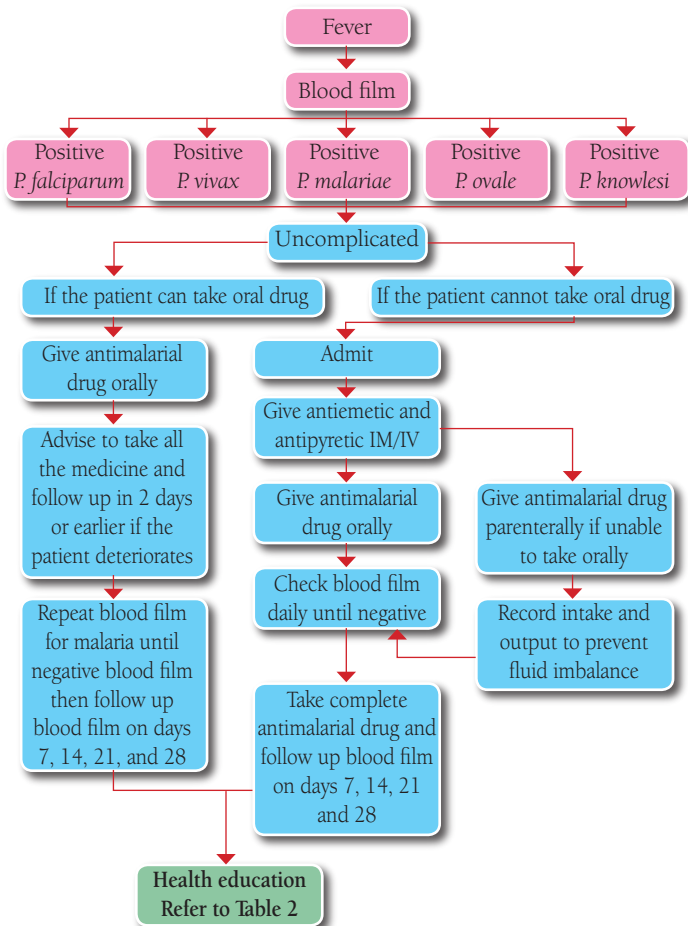 Fever
Blood film
Positive
P. falciparum
Positive
P. vivax
Positive
P. malariae
Positive
P. ovale
Positive
P. knowlesi
Uncomplicated
If the patient can take oral drug
If the patient cannot take oral drug
Give antimalarial
drug orally
Admit
Advise to take all
the medicine and
follow up in 2 days
or earlier if the
patient deteriorates
Give antiemetic and
antipyretic IM/IV
Give antimalarial
drug orally
Give antimalarial drug
parenterally if unable
to take orally
Repeat blood film
for malaria until
negative blood film
then follow up
blood film on days
7, 14, 21, and 28
Check blood film
daily until negative
Record intake and
output to prevent
fluid imbalance
Take complete
antimalarial drug and
follow up blood film
on days 7, 14, 21
and 28
Health education
Refer to Table 2